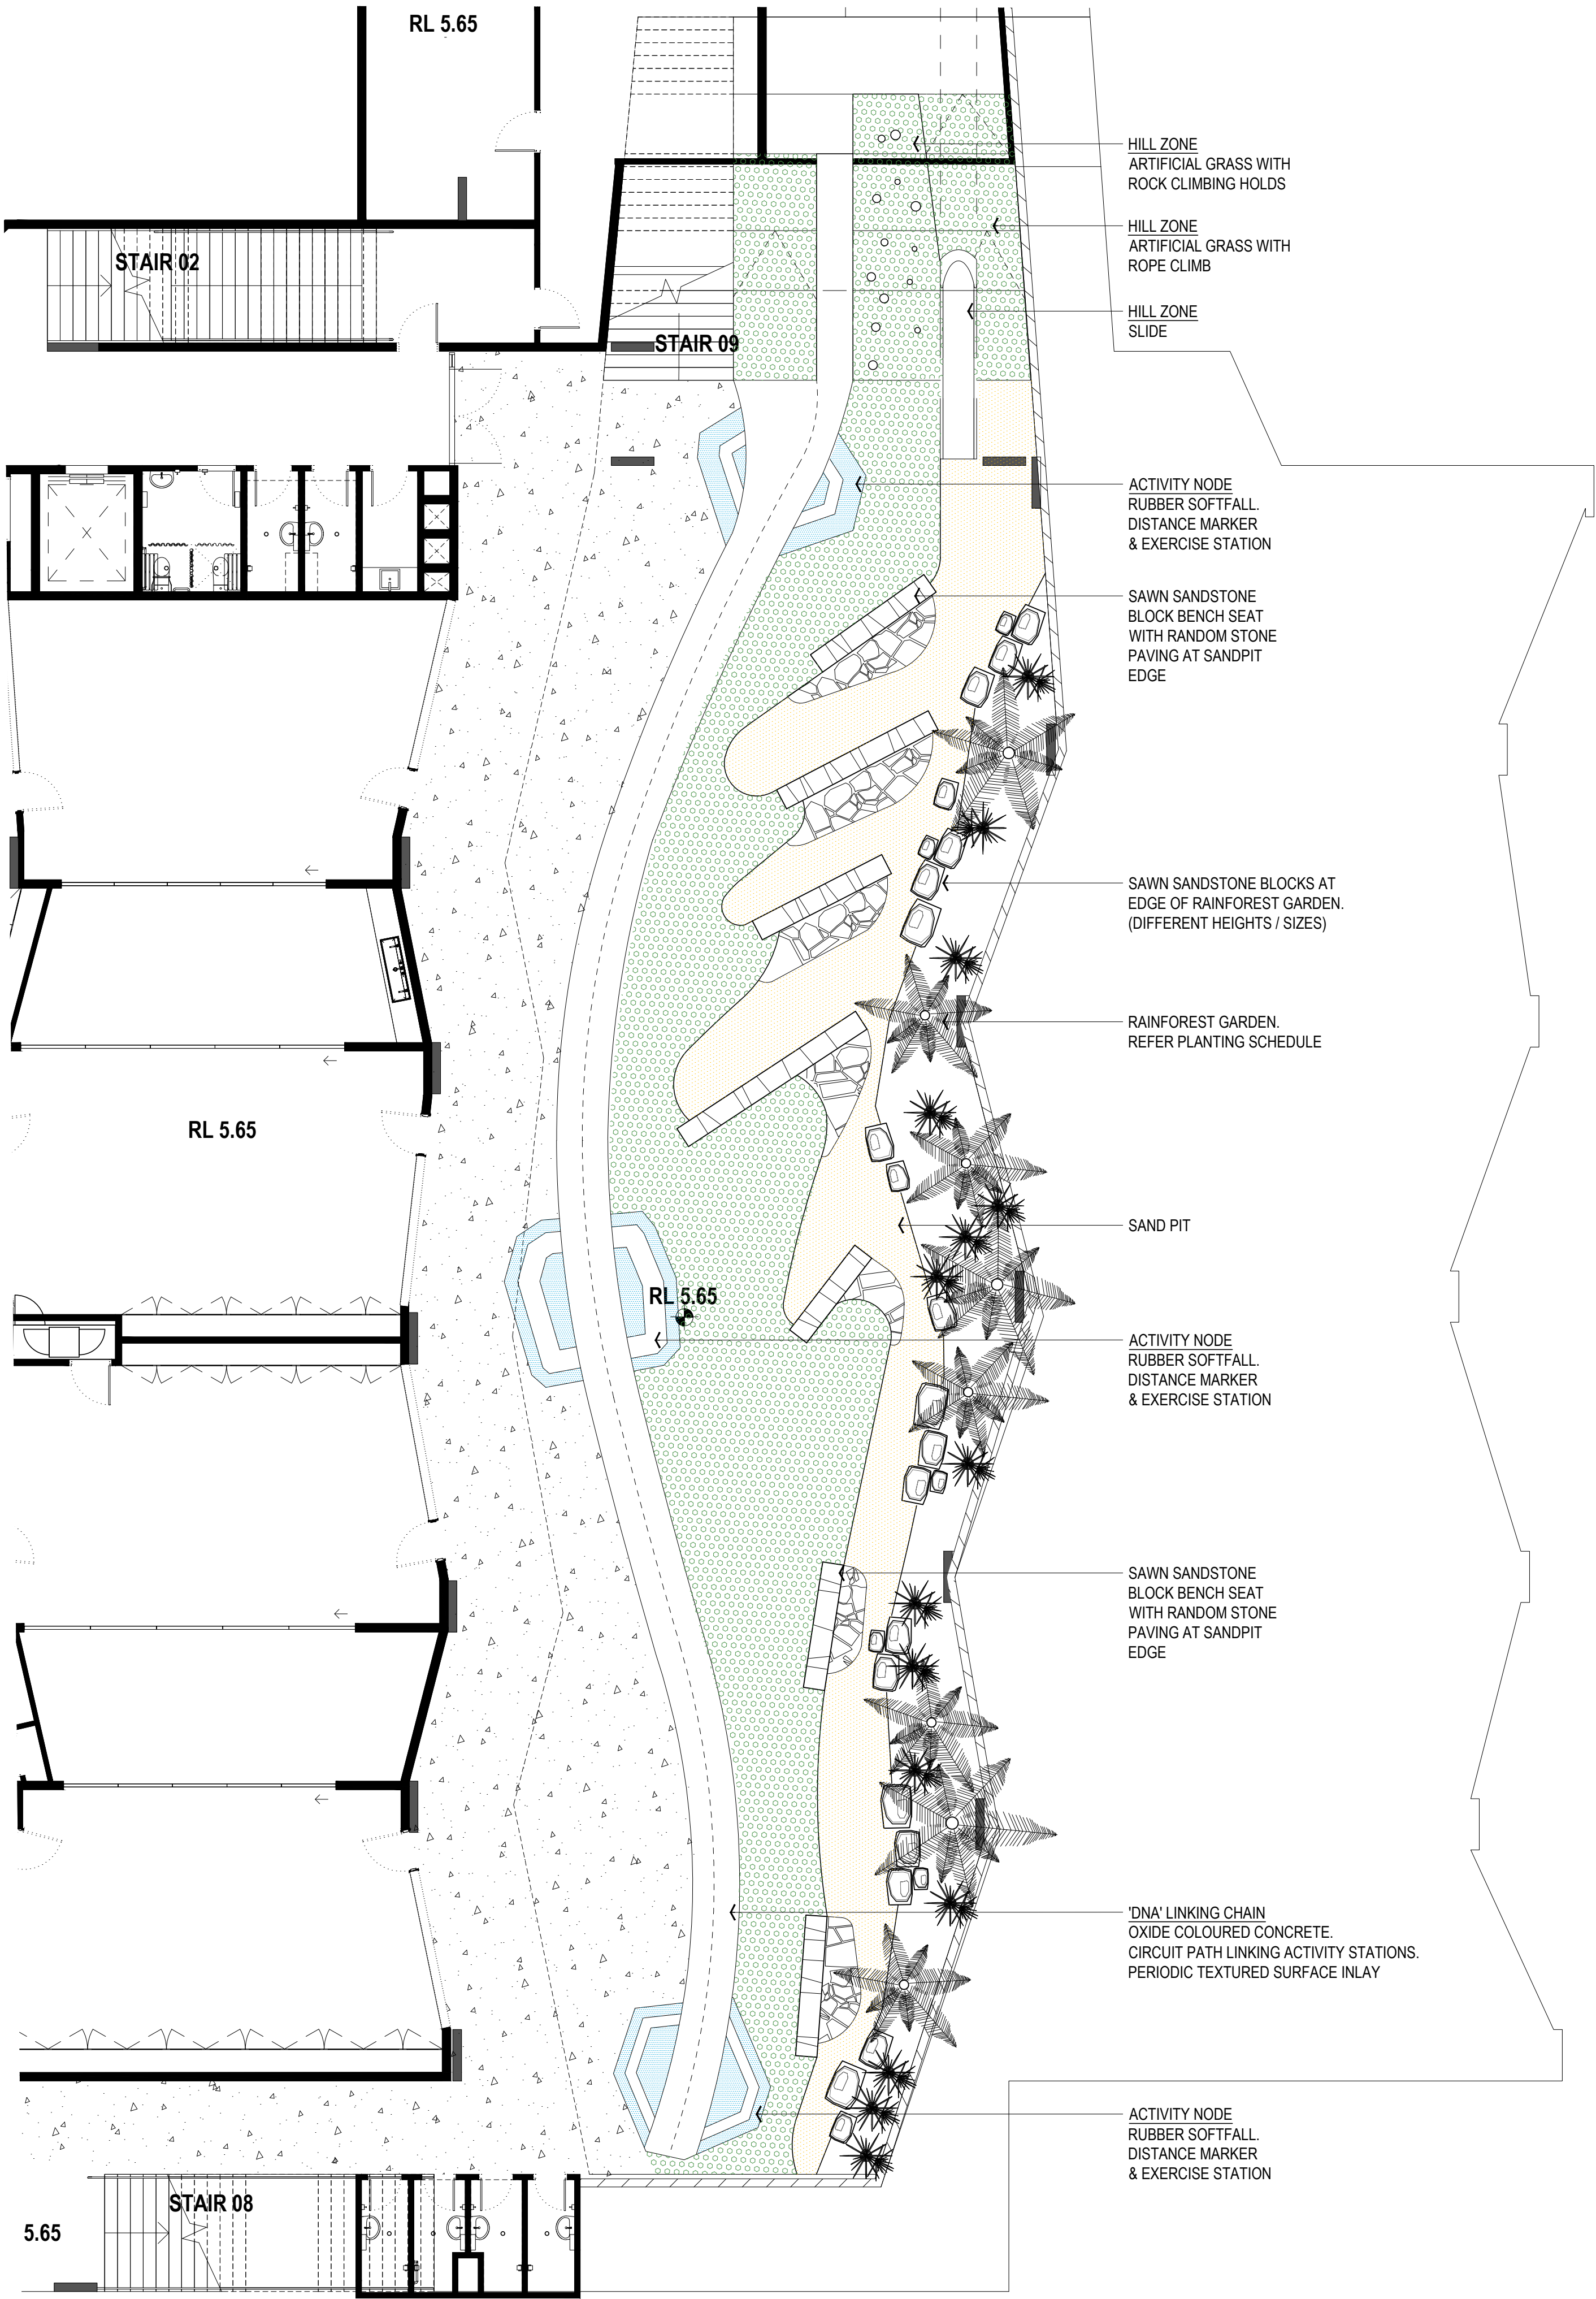 RL 5.65
HILL ZONE
ARTIFICIAL GRASS WITH
ROCK CLIMBING HOLDS
HILL ZONE
ARTIFICIAL GRASS WITH
ROPE CLIMB
STAIR 02
HILL ZONE
SLIDE
STAIR 09
ACTIVITY NODE
RUBBER SOFTFALL.
DISTANCE MARKER
& EXERCISE STATION
SAWN SANDSTONE
BLOCK BENCH SEAT
WITH RANDOM STONE
PAVING AT SANDPIT
EDGE
SAWN SANDSTONE BLOCKS AT
EDGE OF RAINFOREST GARDEN.
(DIFFERENT HEIGHTS / SIZES)
RAINFOREST GARDEN.
REFER PLANTING SCHEDULE
RL 5.65
SAND PIT
RL 5.65
ACTIVITY NODE
RUBBER SOFTFALL.
DISTANCE MARKER
& EXERCISE STATION
SAWN SANDSTONE
BLOCK BENCH SEAT
WITH RANDOM STONE
PAVING AT SANDPIT
EDGE
'DNA' LINKING CHAIN
OXIDE COLOURED CONCRETE.
CIRCUIT PATH LINKING ACTIVITY STATIONS.
PERIODIC TEXTURED SURFACE INLAY
ACTIVITY NODE
RUBBER SOFTFALL.
DISTANCE MARKER
& EXERCISE STATION
STAIR 08
5.65